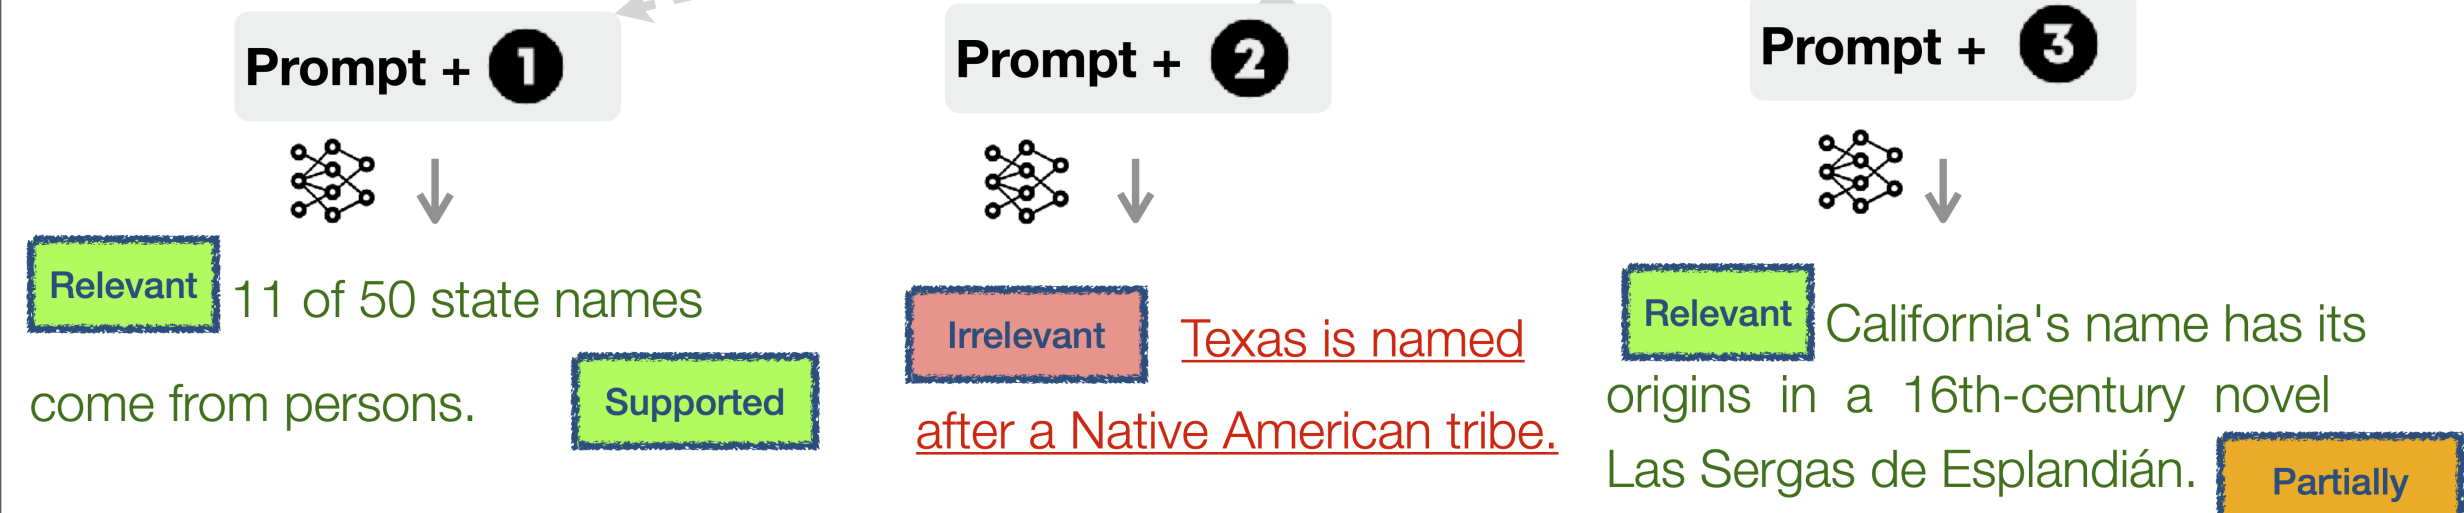 Prompt + 1
Prompt + 2
Prompt + 3
Relevant 11 of 50 state names
come from persons. Supported
Irrelevant Texas is named
after a Native American tribe.
Relevant California's name has its
origins in a 16th-century novel
Las Sergas de Esplandián. Partially